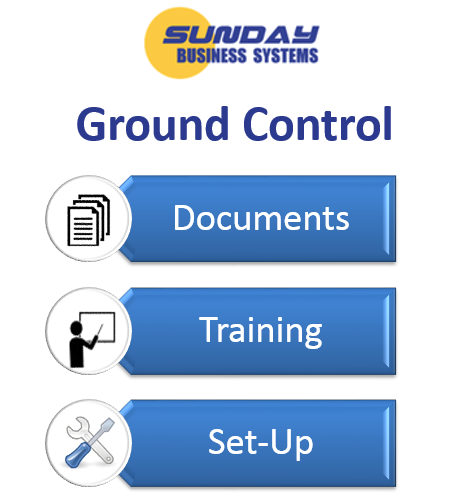 SUNDAY
BUSINESS SYSTEMS
Ground Control
Documents
Training
Set-Up